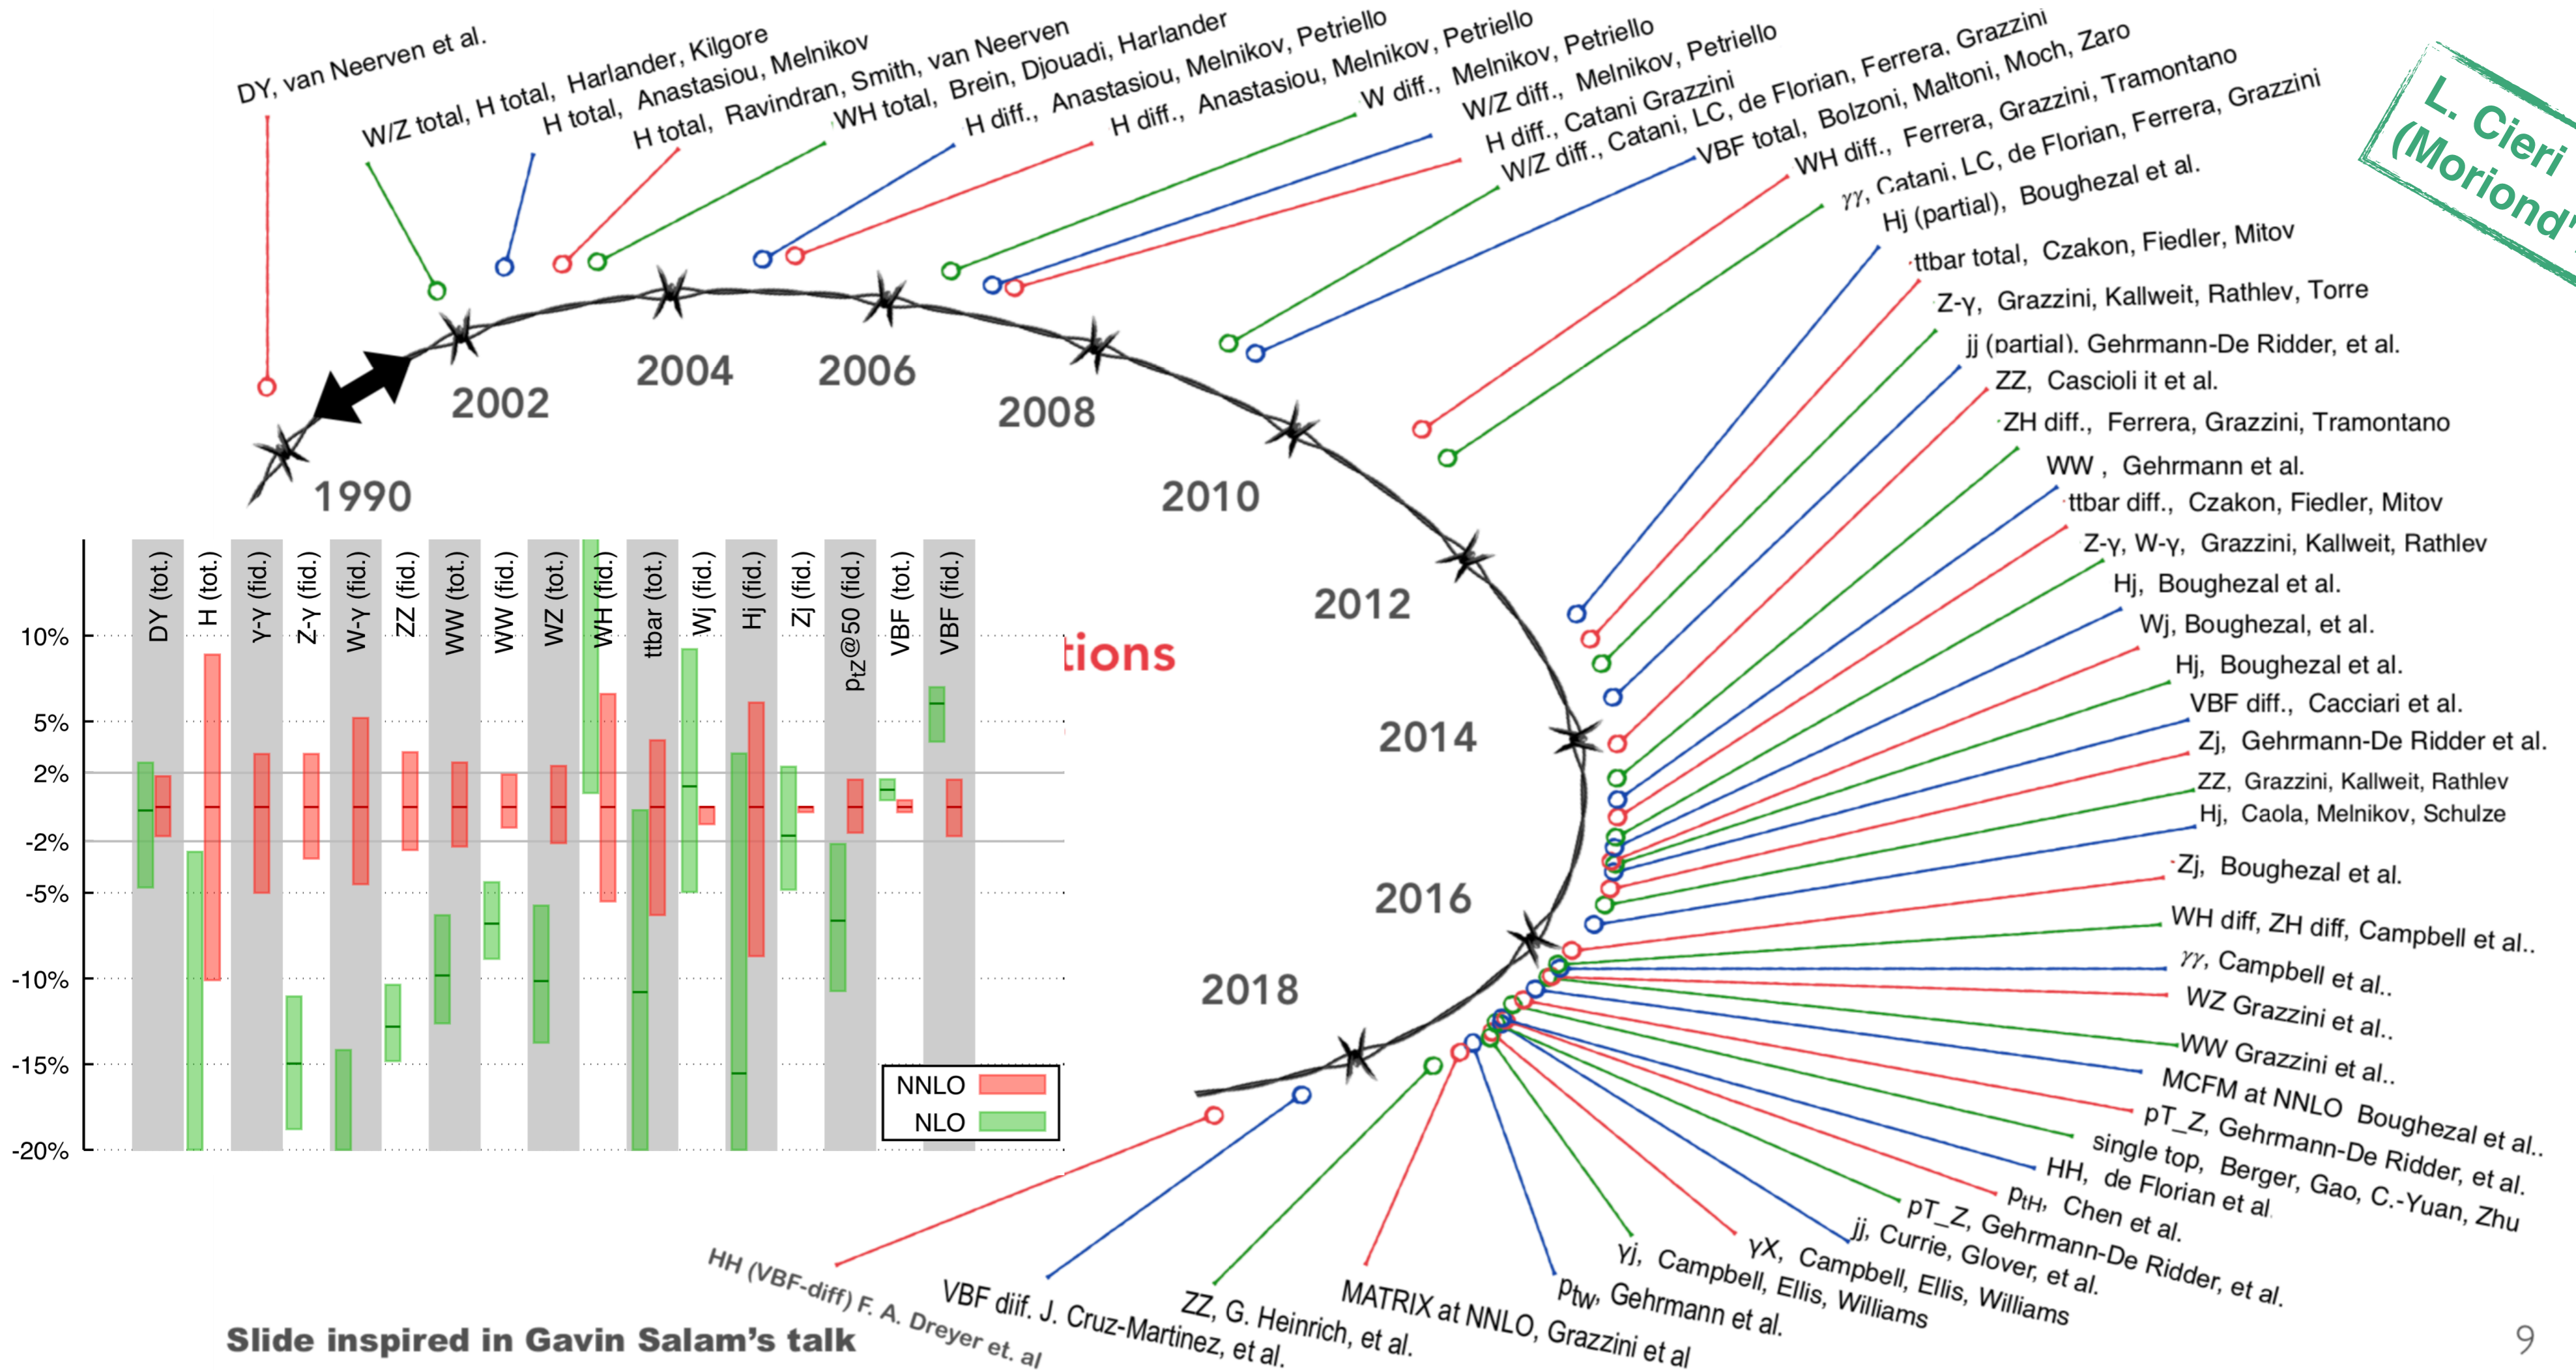 DY, van Neerven et al.
W/Z total, H total, Harlander, Kilgore
H total, Anastasiou, Melnikov
H total, Ravindran, Smith, van Neerven
WH total, Brein, Djouadi, Harlander
H diff., Anastasiou, Melnikov, Petriello
H diff., Anastasiou, Melnikov, Petriello
W diff., Melnikov, Petriello
W/Z diff., Melnikov, Petriello
H diff., Catani Grazzini
W/Z diff., Catani, LC, de Florian, Ferrera, Grazzini
VBF total, Bolzoni, Maltoni, Moch, Zaro
WH diff., Ferrera, Grazzini, Tramontano
γγ, Catani, LC, de Florian, Ferrera, Grazzini
Hj (partial), Boughezal et al.
ttbar total, Czakon, Fiedler, Mitov
Z-γ, Grazzini, Kallweit, Rathlev, Torre
jj (partial). Gehrmann-De Ridder, et al.
ZZ, Cascioli it et al.
ZH diff., Ferrera, Grazzini, Tramontano
WW , Gehrmann et al.
ttbar diff., Czakon, Fiedler, Mitov
Z-γ, W-γ, Grazzini, Kallweit, Rathlev
Hj, Boughezal et al.
Wj, Boughezal, et al.
Hj, Boughezal et al.
VBF diff., Cacciari et al.
Zj, Gehrmann-De Ridder et al.
ZZ, Grazzini, Kallweit, Rathlev
Hj, Caola, Melnikov, Schulze
Zj, Boughezal et al.
WH diff, ZH diff, Campbell et al..
γγ, Campbell et al..
WZ Grazzini et al..
WW Grazzini et al..
MCFM at NNLO Boughezal et al..
pT_Z, Gehrmann-De Ridder, et al.
single top, Berger, Gao, C.-Yuan, Zhu
HH, de Florian et al.
ptH, Chen et al.
pT_Z, Gehrmann-De Ridder, et al.
jj, Currie, Glover, et al.
γX, Campbell, Ellis, Williams
γj, Campbell, Ellis, Williams
ptw, Gehrmann et al.
MATRIX at NNLO, Grazzini et al
ZZ, G. Heinrich, et al.
VBF diif. J. Cruz-Martinez, et al.
HH (VBF-diff) F. A. Dreyer et. al
L. Cieri
(Moriond'
1990
2002
2004
2006
2008
2010
2012
2014
2016
2018
tions
DY (tot.)
H (tot.)
γ-γ (fid.)
Z-γ (fid.)
W-γ (fid.)
ZZ (fid.)
WW (tot.)
WW (fid.)
WZ (tot.)
WH (fid.)
ttbar (tot.)
Wj (fid.)
Hj (fid.)
Zj (fid.)
ptZ@50 (fid.)
VBF (tot.)
VBF (fid.)
10%
5%
2%
-2%
-5%
-10%
-15%
-20%
NNLO
NLO
Slide inspired in Gavin Salam’s talk
9